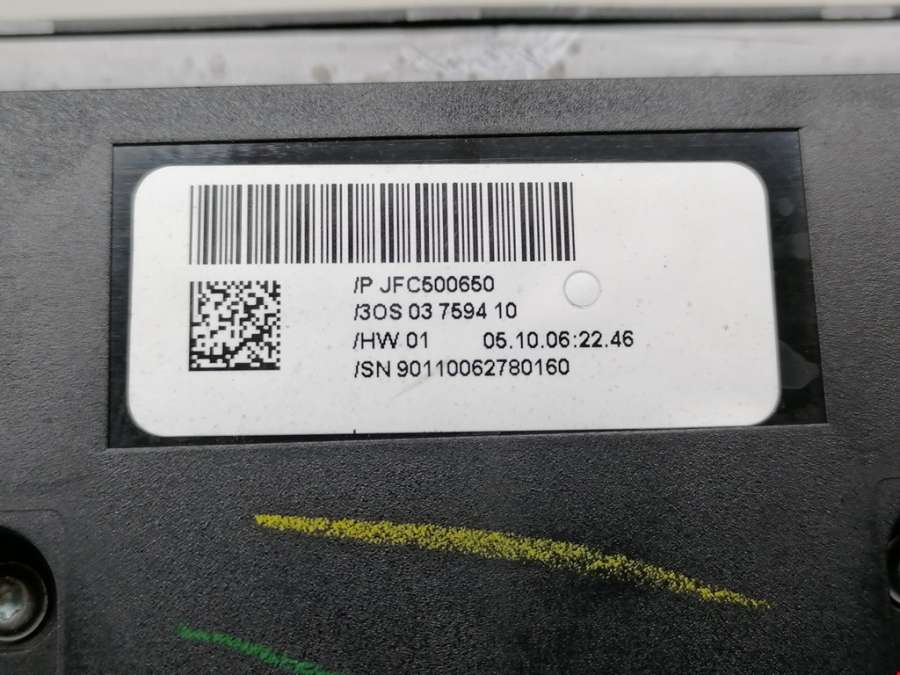 /P JFC500650
/3OS 03 7594 10
/HW 01 05.10.06:22.46
/SN 90110062780160